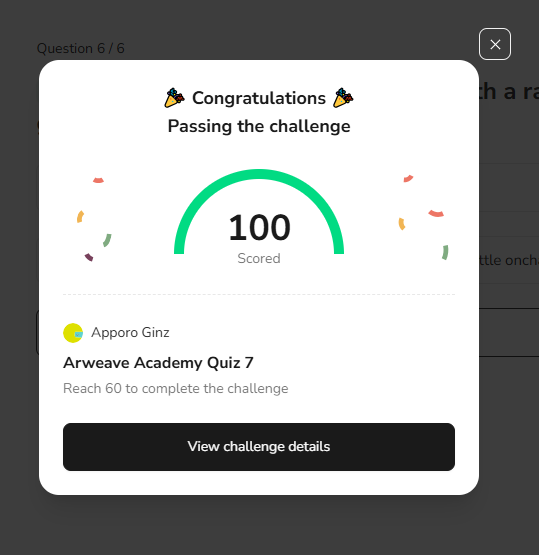 Question 6 / 6
th a ra
Congratulations
Passing the challenge
100
Scored
ttle onch
Apporo Ginz
Arweave Academy Quiz 7
Reach 60 to complete the challenge
View challenge details